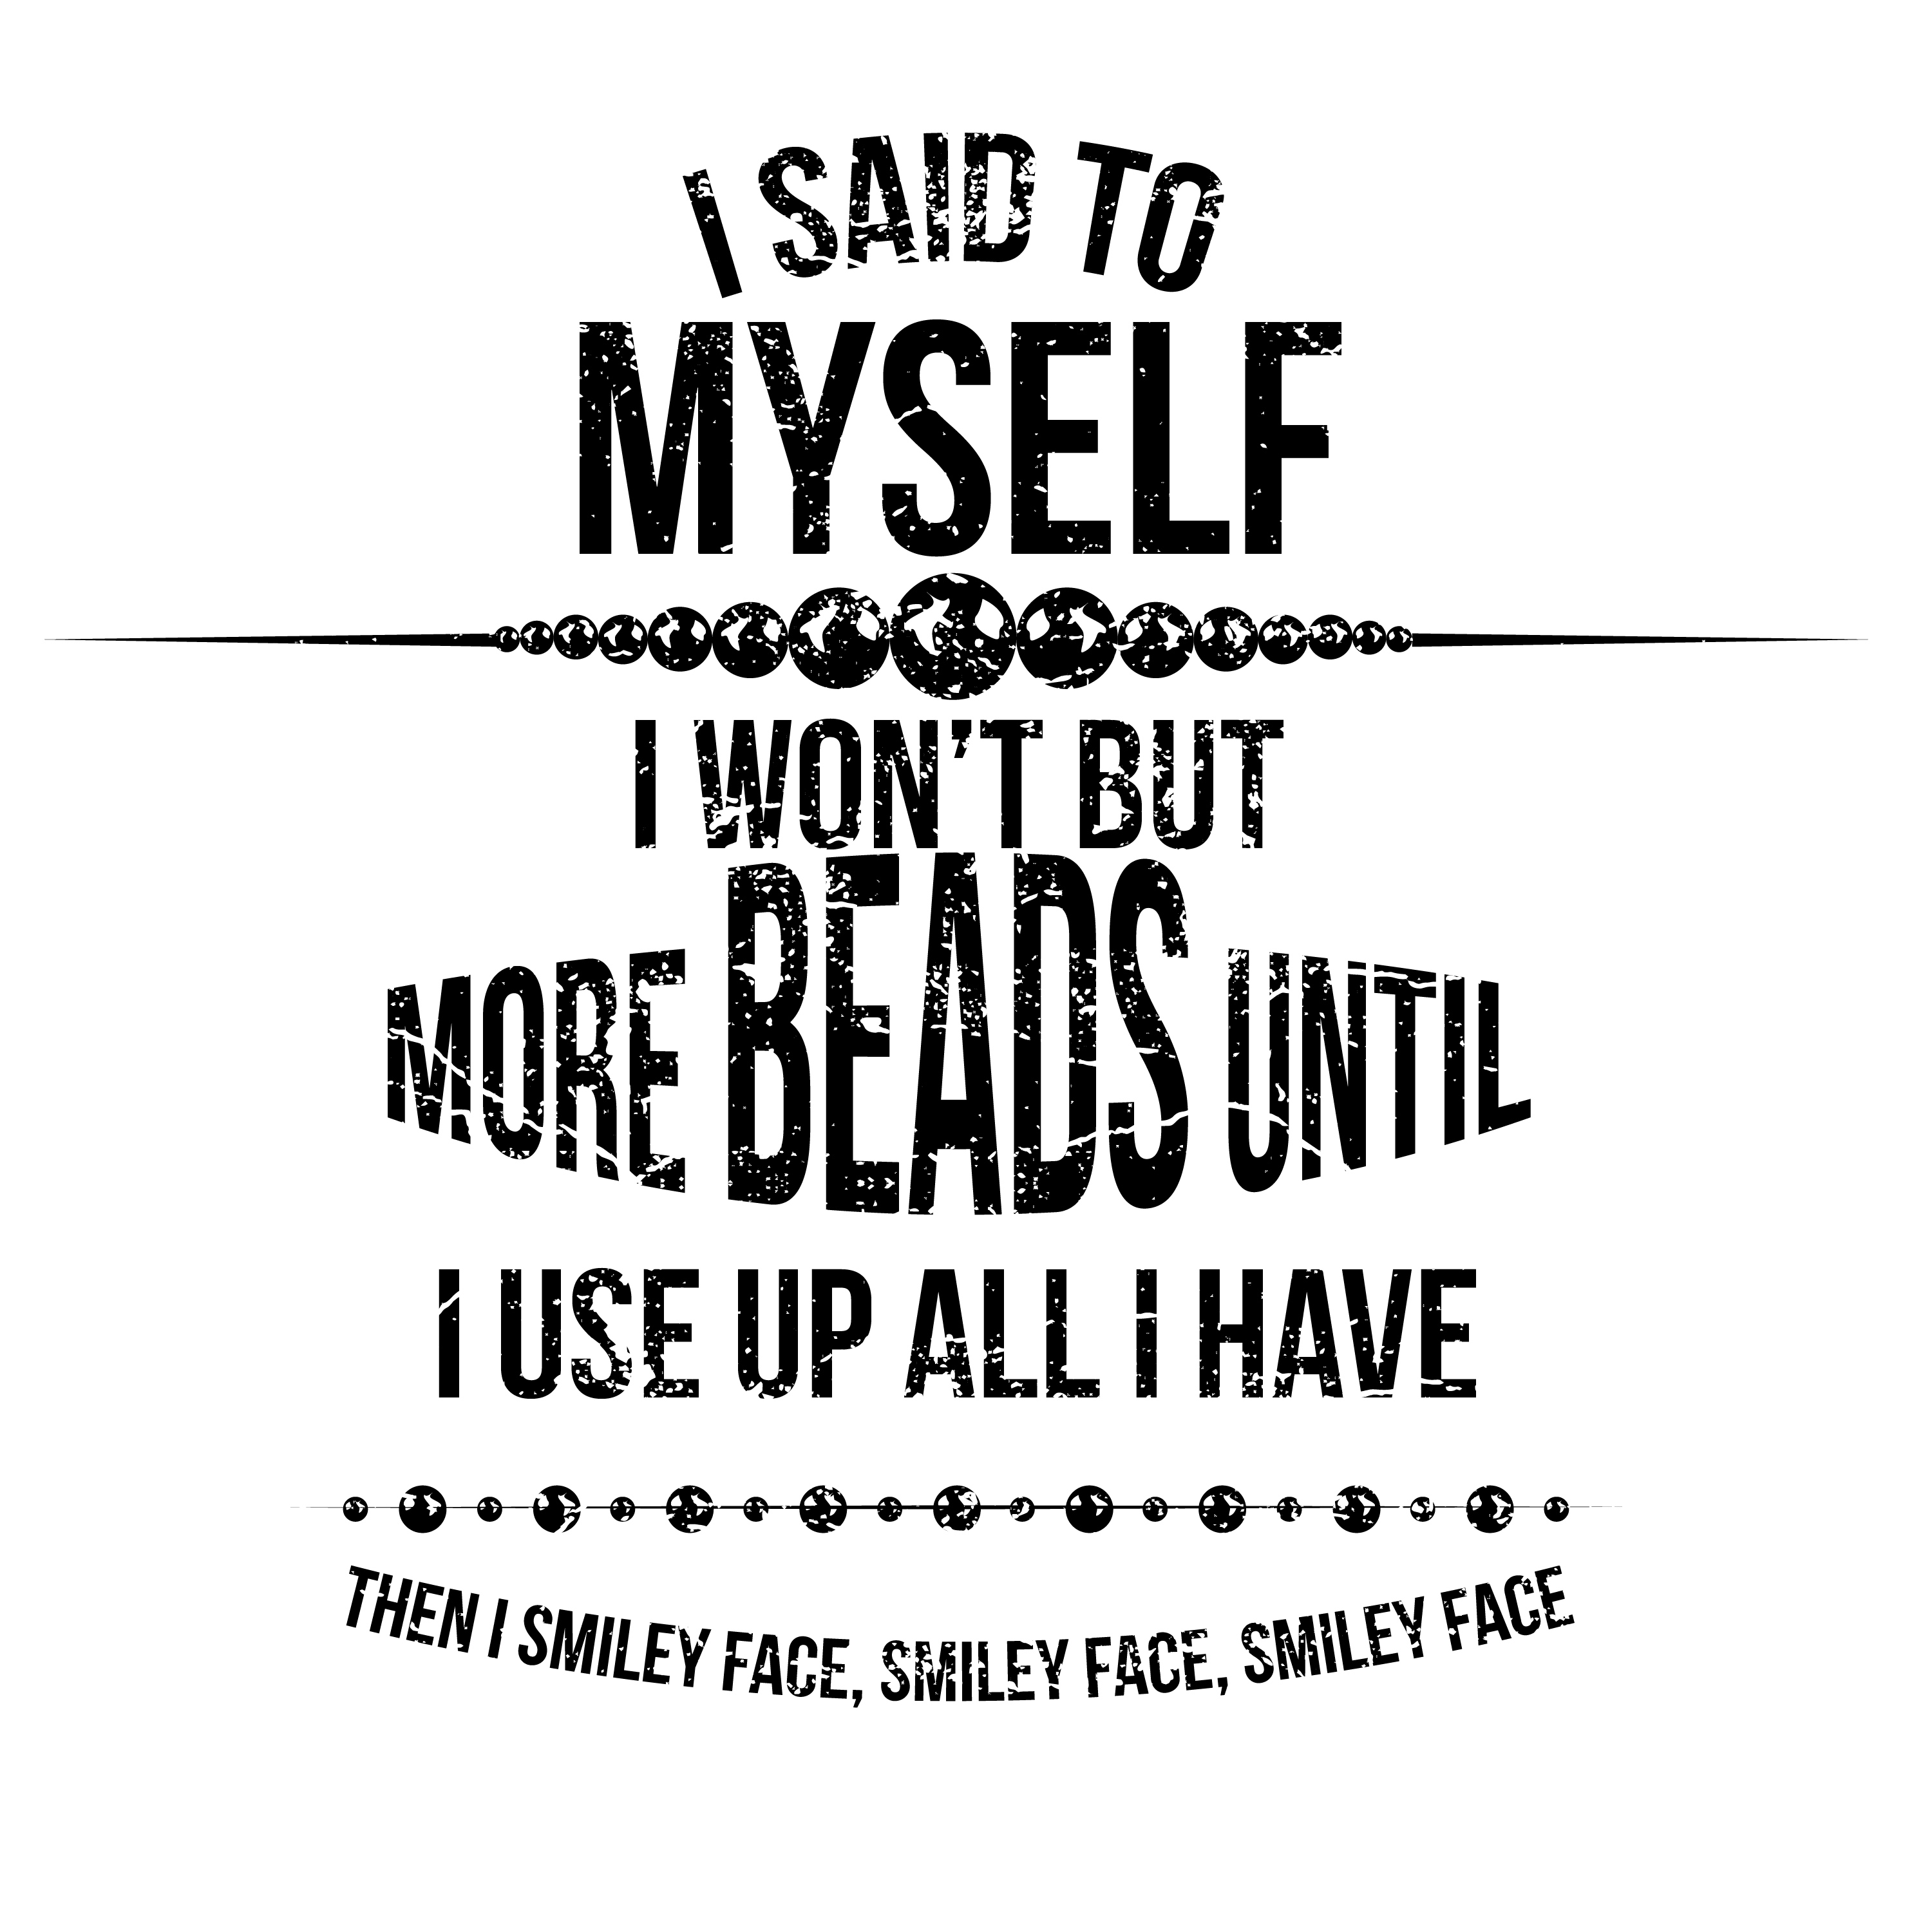 I SAID TO
MYSELF
I WON'T BUT
MORE BEADS UNTIL
I USE UP ALL I HAVE
THEN I SMILEY FACE, SMILEY FACE, SMILEY FACE